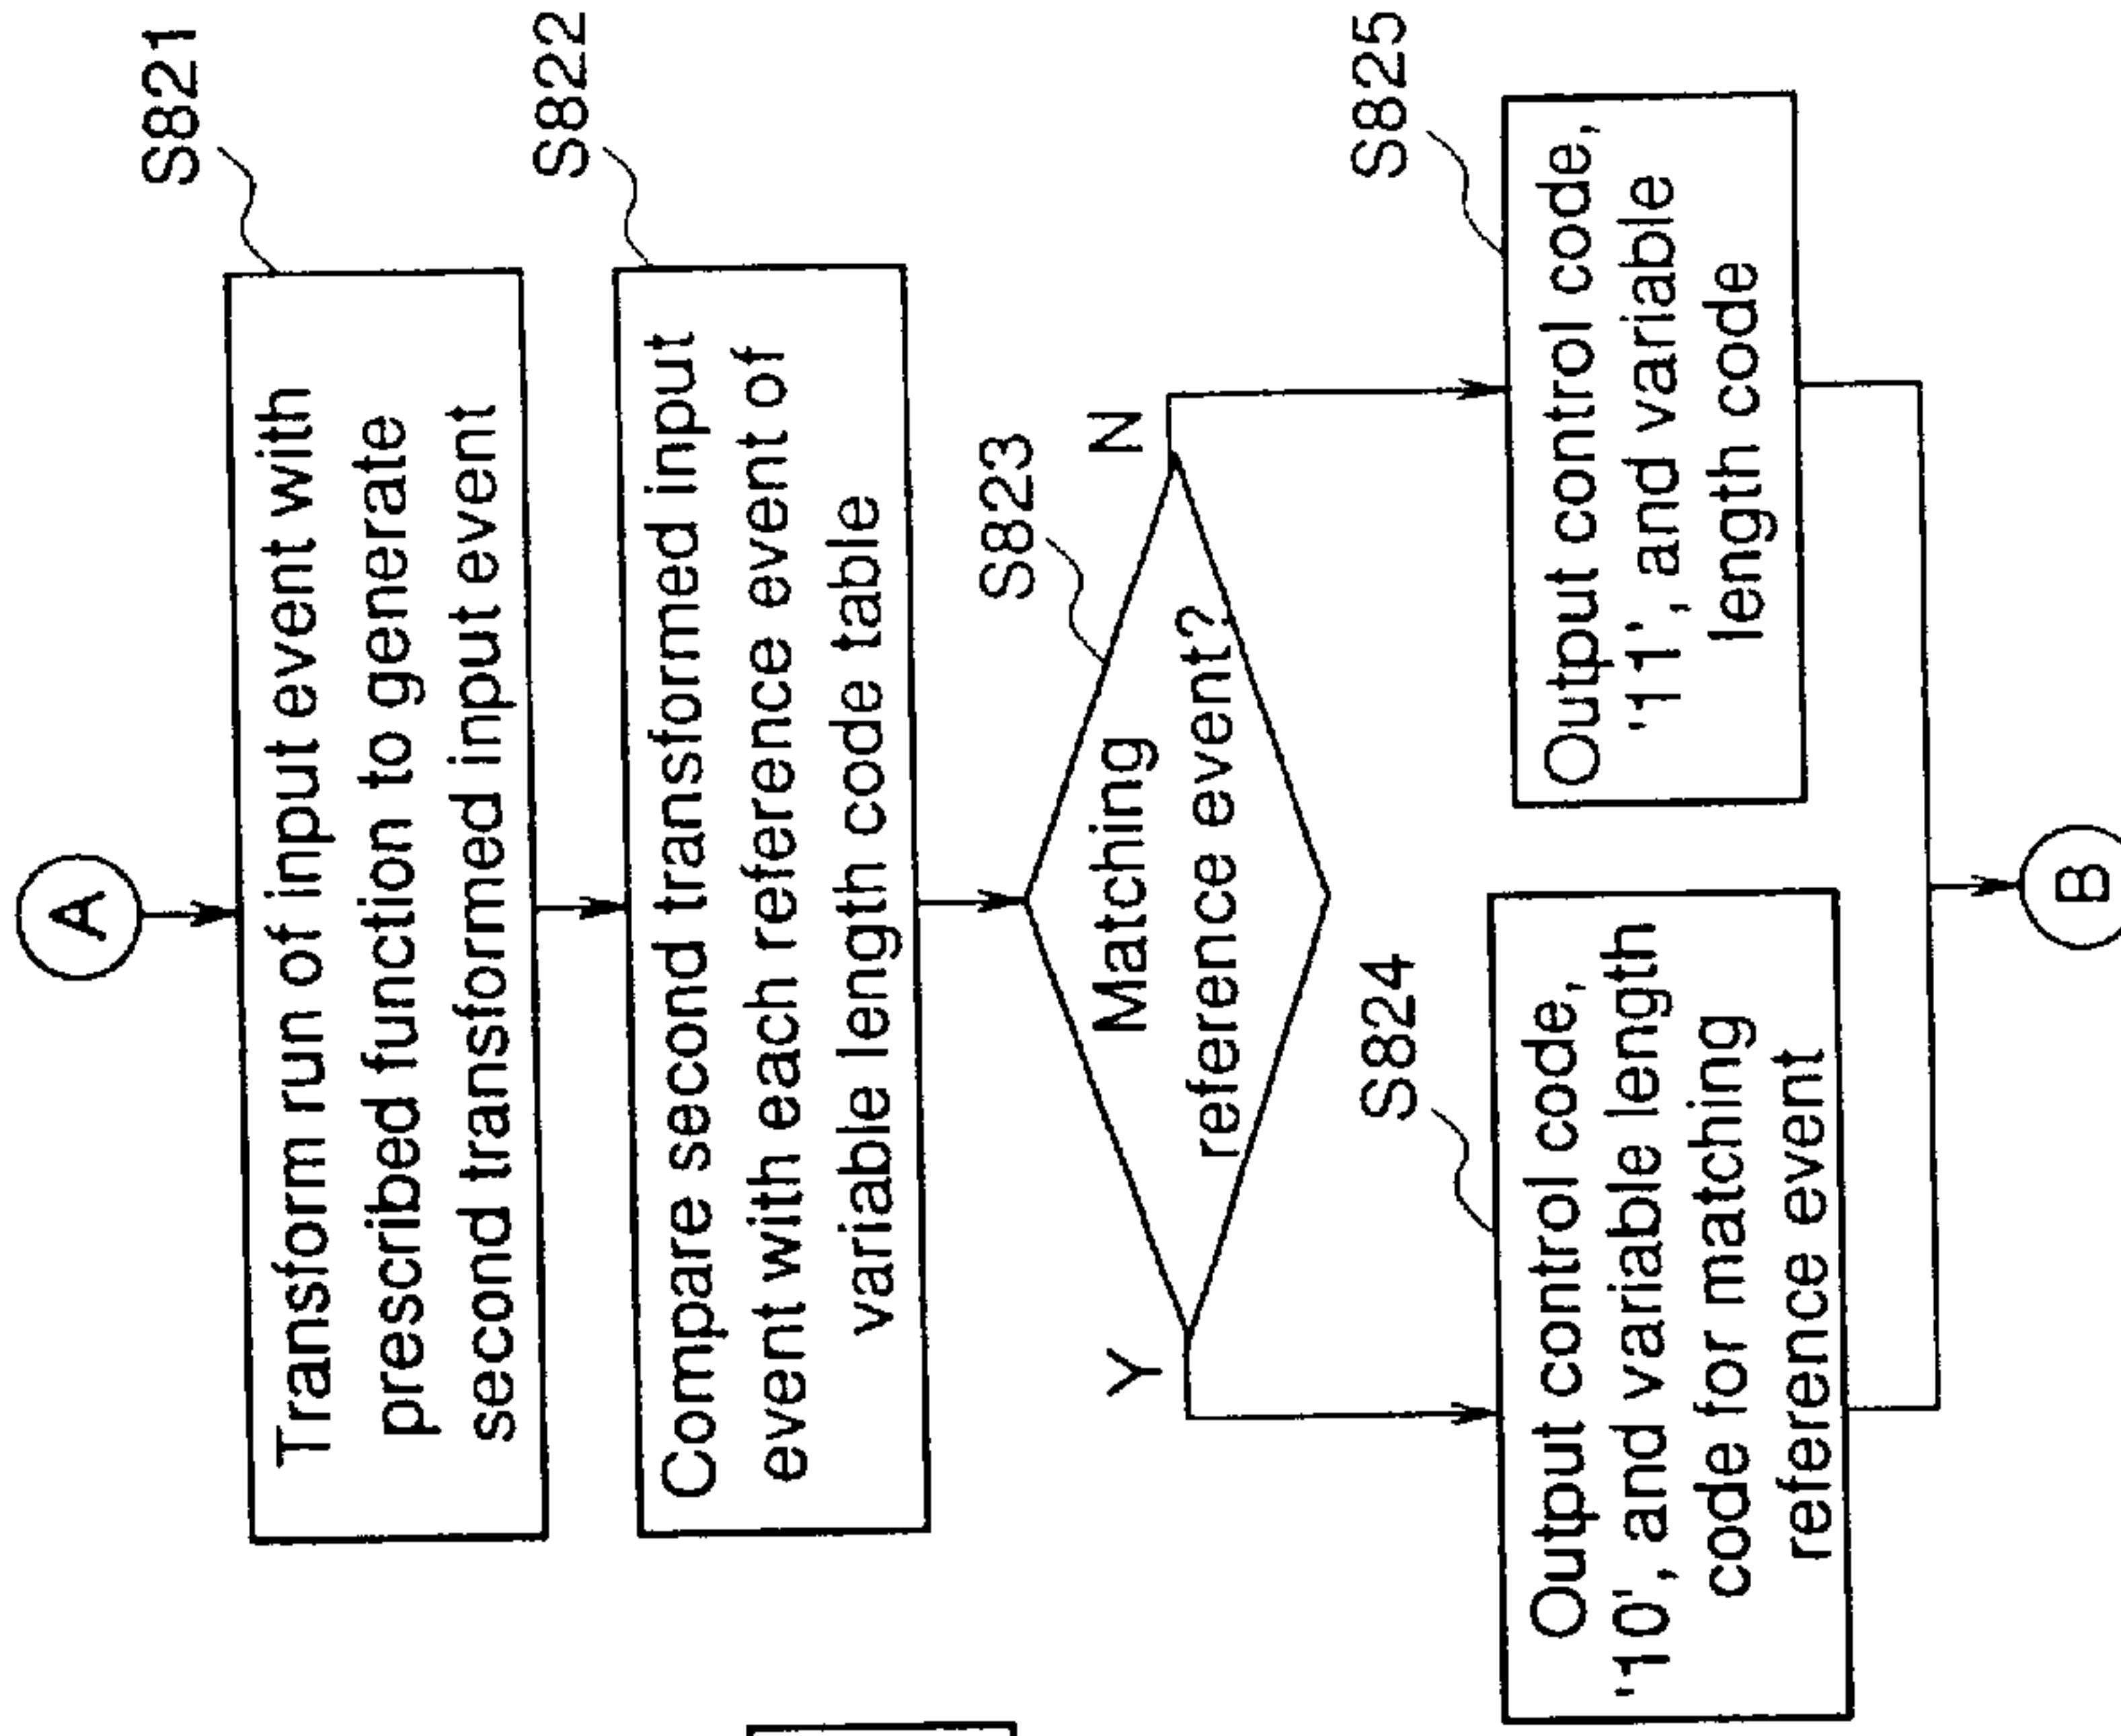 A
S821
Transform run of input event with
prescribed function to generate
second transformed input event
S822
Compare second transformed input
event with each reference event of
variable length code table
S823
Matching
reference event?
Y
N
S824
Output control code,
'10', and variable length
code for matching
reference event
S825
Output control code,
'11', and variable
length code
B